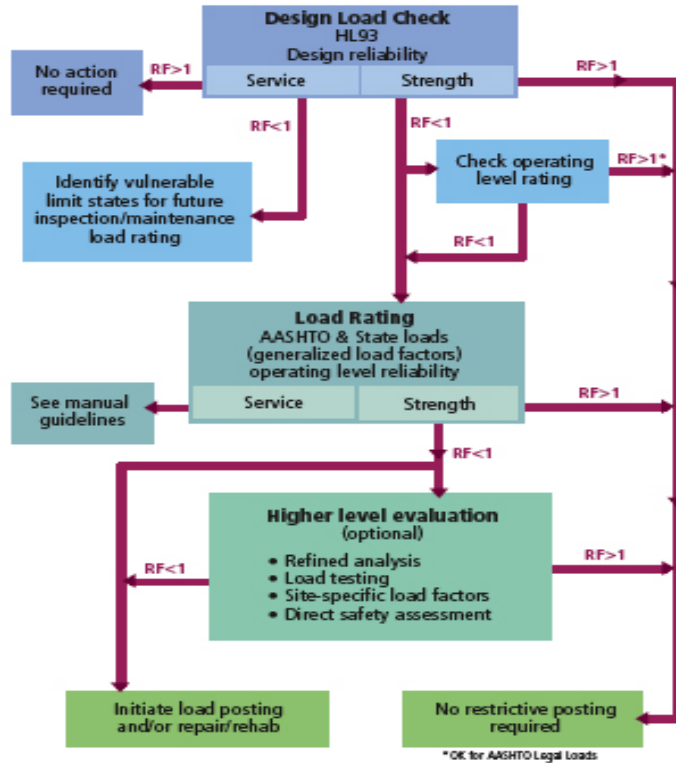 Design Load Check
HL93
Design reliability
Service
Strength
No action
required
RF>1
RF>1
RF<1
RF<1
Check operating
level rating
RF>1*
Identify vulnerable
limit states for future
inspection/maintenance
load rating
RF<1
Load Rating
AASHTO & State loads
(generalized load factors)
operating level reliability
Service
Strength
See manual
guidelines
RF>1
RF<1
Higher level evaluation
(optional)
• Refined analysis
• Load testing
• Site-specific load factors
• Direct safety assessment
RF<1
RF>1
Initiate load posting
and/or repair/rehab
No restrictive posting
required
*OK for AASHTO Legal Loads